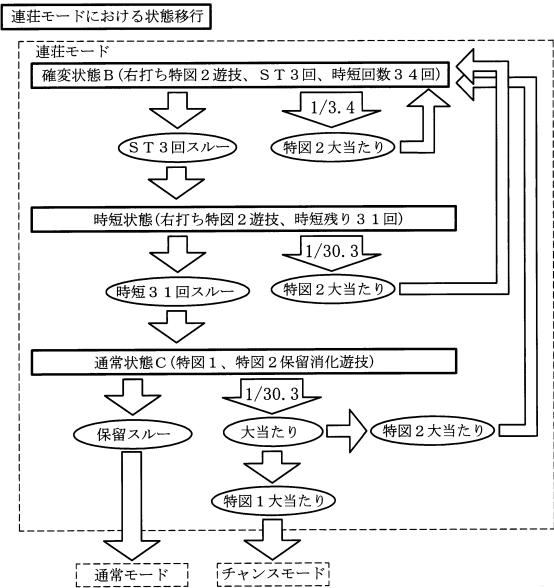 連荘モードにおける状態移行
連荘モード
確変状態B(右打ち特図2遊技、ST3回、時短回数34回)
1/3.4
ST3回スルー
特図2大当たり
時短状態(右打ち特図2遊技、時短残り31回)
1/30.3
時短31回スルー
特図2大当たり
通常状態C(特図1、特図2保留消化遊技)
1/30.3
保留スルー
大当たり
特図2大当たり
特図1大当たり
通常モード
チャンスモード